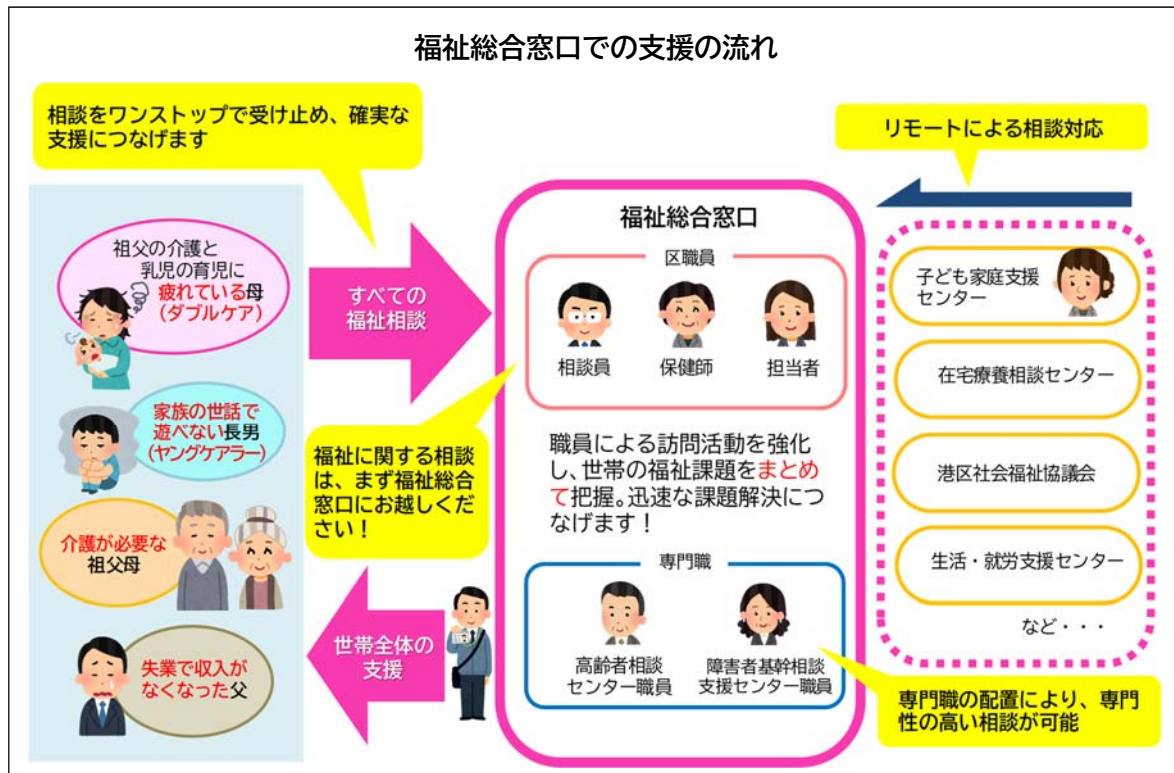 福祉総合窓口での支援の流れ
相談をワンストップで受け止め、確実な
支援につなげます
リモートによる相談対応
祖父の介護と
乳児の育児に
疲れている母
(ダブルケア)
家族の世話で
遊べない長男
(ヤングケアラー)
介護が必要な
祖父母
失業で収入が
なくなった父
すべての
福祉相談
福祉に関する相談
は、まず福祉総合
窓口にお越しくだ
さい！
世帯全体の
支援
福祉総合窓口
区職員
相談員
保健師
担当者
職員による訪問活動を強化
し、世帯の福祉課題をまとめ
て把握。迅速な課題解決につ
なげます！
専門職
高齢者相談
センター職員
障害者基幹相談
支援センター職員
子ども家庭支援
センター
在宅療養相談センター
港区社会福祉協議会
生活・就労支援センター
など・・・
専門職の配置により、専門
性の高い相談が可能